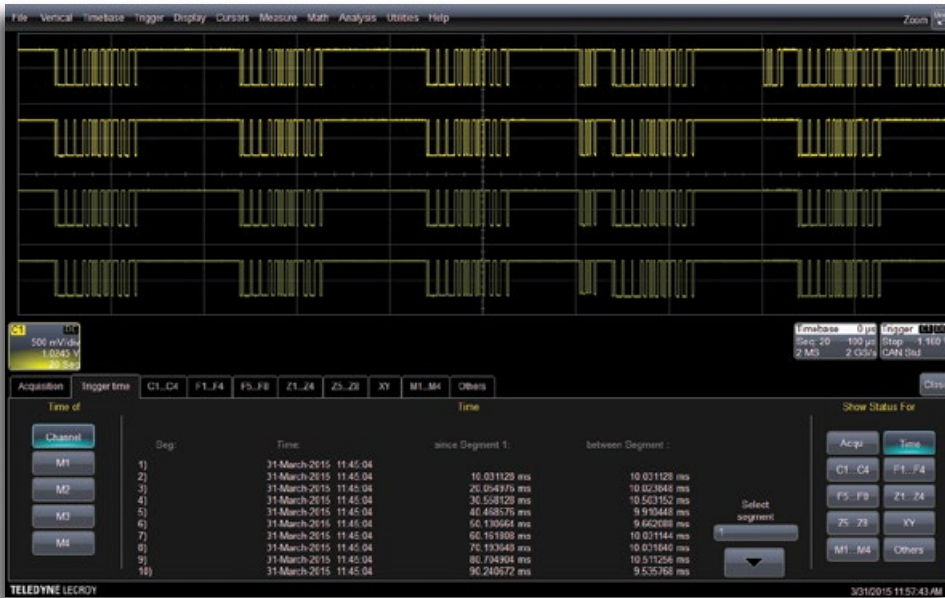 File Vertical Timebase Trigger Display Cursors Measure Math Analysis Utilities Help
Zoom
C1 DC
500 mV/div
1.0245 V
20 Seg
Timebase 0 µs
Seq: 20 100 µs
2 MS 2 GS/s
Trigger C1 DC
Stop 1.160 V
CAN Std
Acquisition Trigger time C1...C4 F1...F4 F5...F8 Z1...Z4 Z5...Z8 XY M1...M4 Others
Time of Time Show Status For
Channel
M1
M2
M3
M4
Seg: Time: since Segment 1: between Segment :
1) 31-March-2015 11:45:04
2) 31-March-2015 11:45:04 10.031128 ms 10.031128 ms
3) 31-March-2015 11:45:04 20.054976 ms 10.023848 ms
4) 31-March-2015 11:45:04 30.558128 ms 10.503152 ms
5) 31-March-2015 11:45:04 40.468576 ms 9.910448 ms
6) 31-March-2015 11:45:04 50.130664 ms 9.662088 ms
7) 31-March-2015 11:45:04 60.161808 ms 10.031144 ms
8) 31-March-2015 11:45:04 70.193648 ms 10.031840 ms
9) 31-March-2015 11:45:04 80.704904 ms 10.511256 ms
10) 31-March-2015 11:45:04 90.240672 ms 9.535768 ms
Select
segment
1
Acqu Time
C1...C4 F1...F4
F5...F8 Z1...Z4
Z5...Z8 XY
M1...M4 Others
TELEDYNE LECROY
3/31/2015 11:57:43 AM